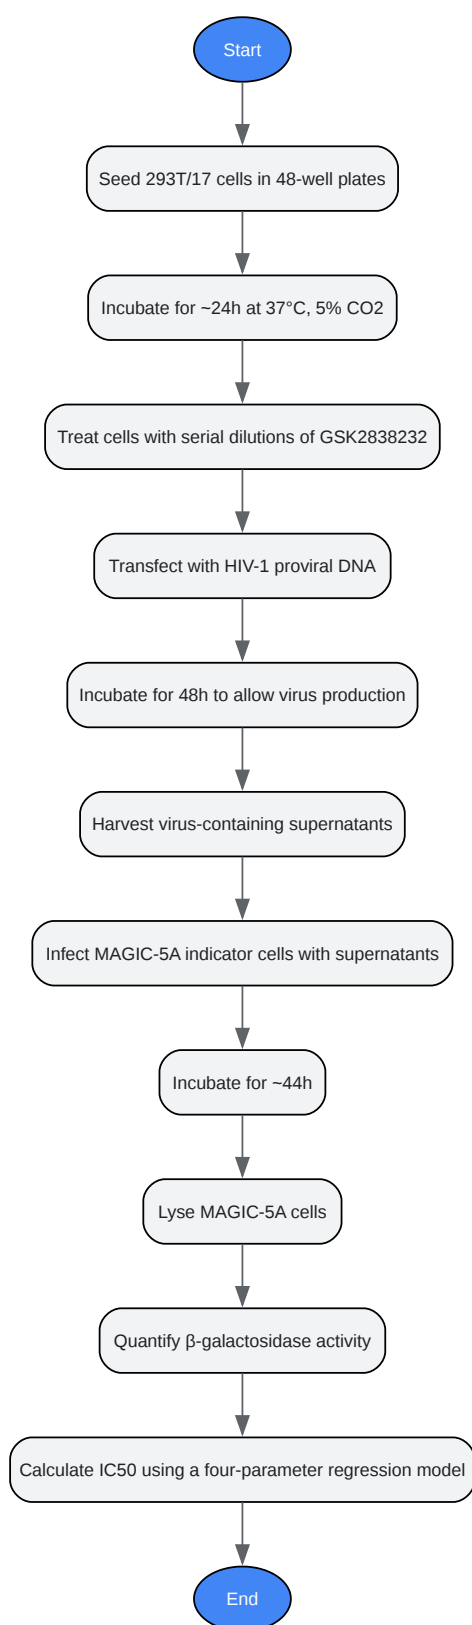 Start
Seed 293T/17 cells in 48-well plates
Incubate for ~24h at 37°C, 5% CO2
Treat cells with serial dilutions of GSK2838232
Transfect with HIV-1 proviral DNA
Incubate for 48h to allow virus production
Harvest virus-containing supernatants
Infect MAGIC-5A indicator cells with supernatants
Incubate for ~44h
Lyse MAGIC-5A cells
Quantify β-galactosidase activity
Calculate IC50 using a four-parameter regression model
End